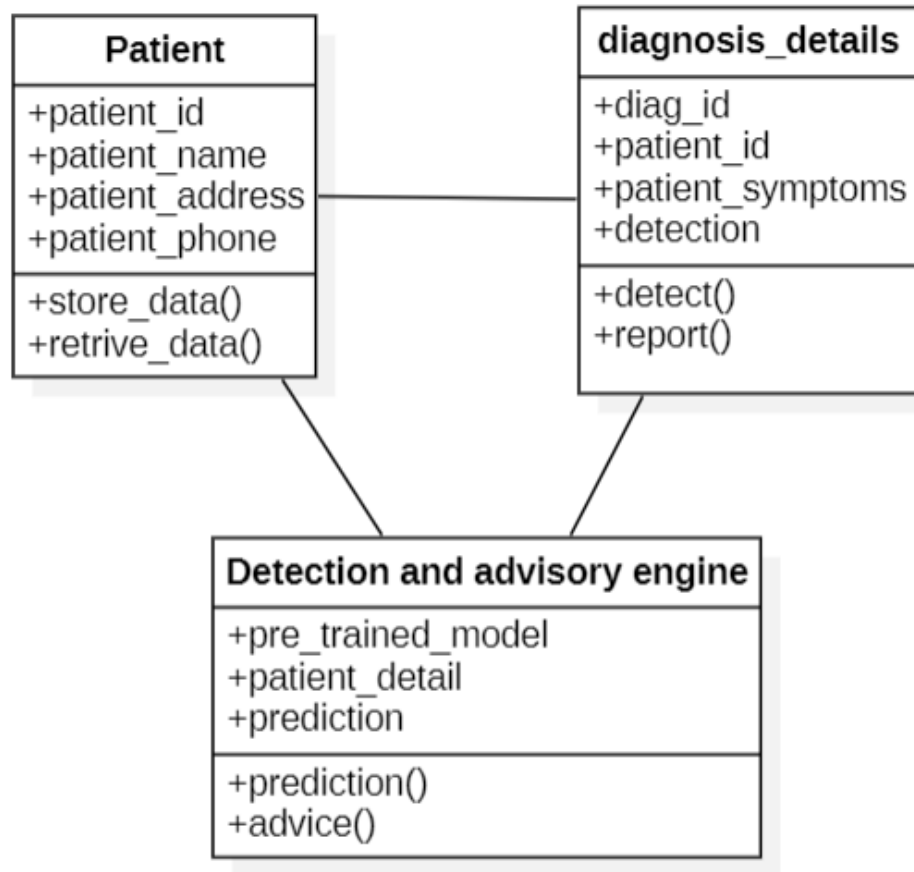 Patient
+patient_id
+patient_name
+patient_address
+patient_phone
+store_data()
+retrive_data()
diagnosis_details
+diag_id
+patient_id
+patient_symptoms
+detection
+detect()
+report()
Detection and advisory engine
+pre_trained_model
+patient_detail
+prediction
+prediction()
+advice()